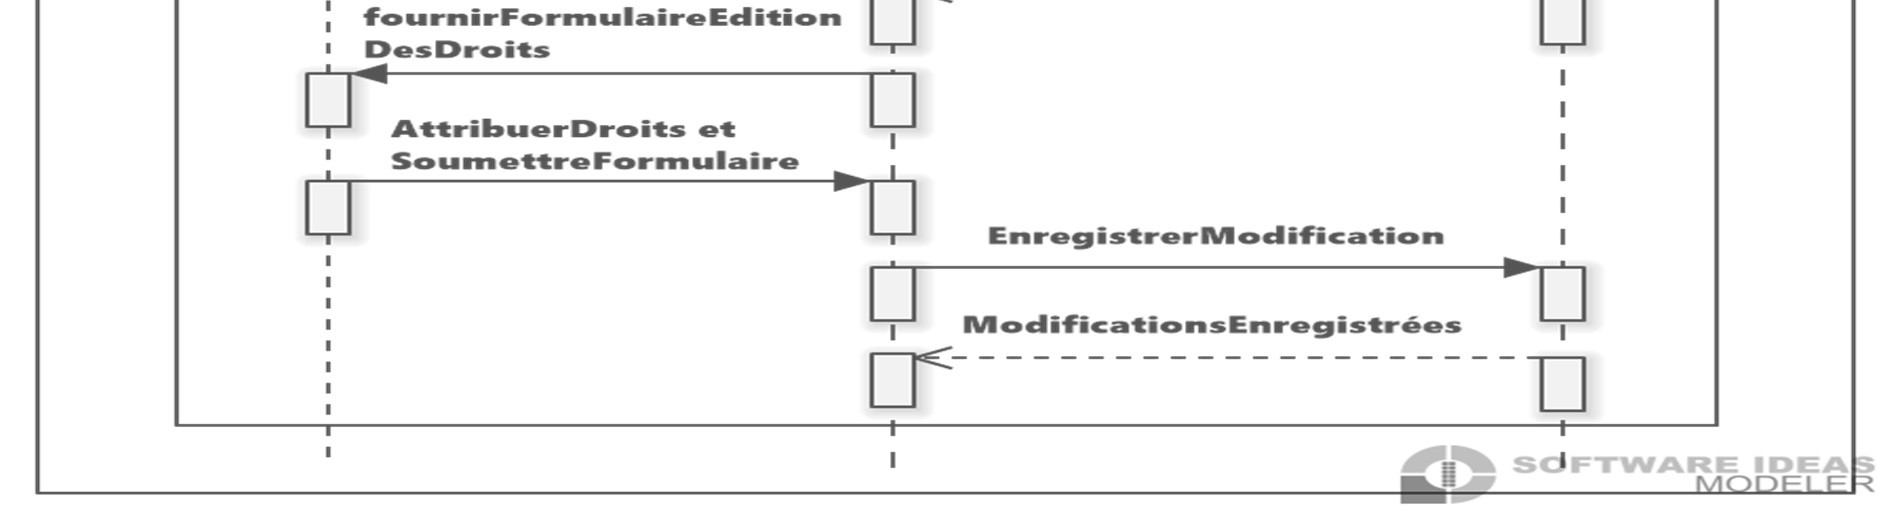 fournirFormulaireEdition
DesDroits
AttribuerDroits et
SoumettreFormulaire
EnregistrerModification
ModificationsEnregistrées
SOFTWARE IDEAS
MODELER